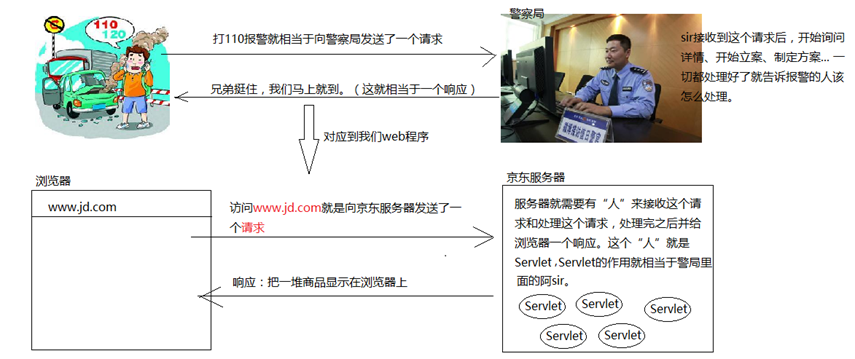 110
120
打110报警就相当于向警察局发送了一个请求
兄弟挺住，我们马上就到。（这就相当于一个响应）
警察局
sir接收到这个请求后，开始询问
详情、开始立案、制定方案... 一
切都处理好了就告诉报警的人该
怎么处理。
对应到我们web程序
浏览器
www.jd.com
访问www.jd.com就是向京东服务器发送了一
个请求
响应：把一堆商品显示在浏览器上
京东服务器
服务器就需要有“人”来接收这个请
求和处理这个请求，处理完之后并给
浏览器一个响应。这个“人”就是
Servlet，Servlet的作用就相当于警局里
面的阿sir。
Servlet
Servlet
Servlet
Servlet
Servlet